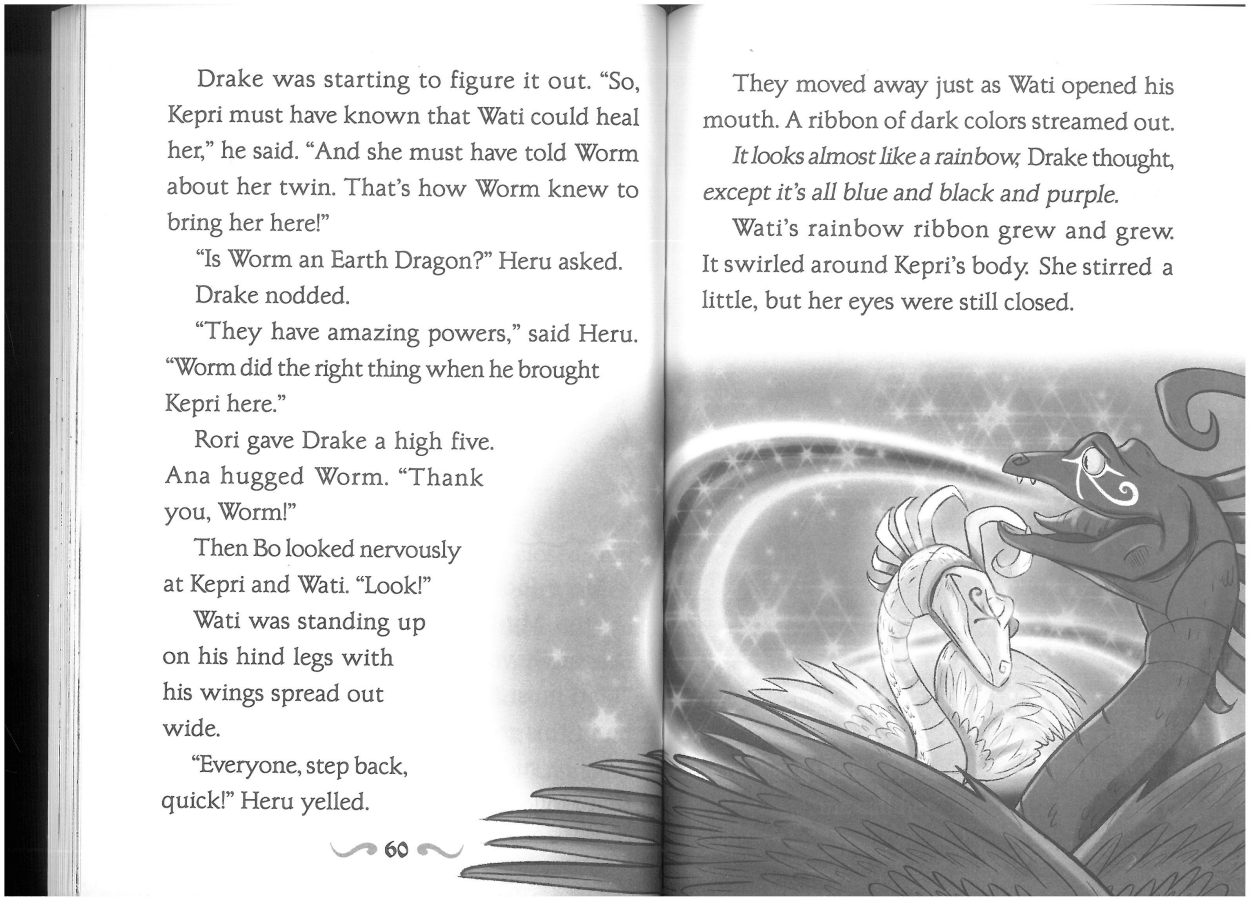 Drake was starting to figure it out. “So,
Kepri must have known that Wati could heal
her,” he said. “And she must have told Worm
about her twin. That’s how Worm knew to
bring her here!”
“Is Worm an Earth Dragon?” Heru asked.
Drake nodded.
“They have amazing powers,” said Heru.
“Worm did the right thing when he brought
Kepri here.”
Rori gave Drake a high five.
Ana hugged Worm. “Thank
you, Worm!”
Then Bo looked nervously
at Kepri and Wati. “Look!”
Wati was standing up
on his hind legs with
his wings spread out
wide.
“Everyone, step back,
quick!” Heru yelled.
60
They moved away just as Wati opened his
mouth. A ribbon of dark colors streamed out.
It looks almost like a rainbow, Drake thought,
except it’s all blue and black and purple.
Wati’s rainbow ribbon grew and grew.
It swirled around Kepri’s body. She stirred a
little, but her eyes were still closed.